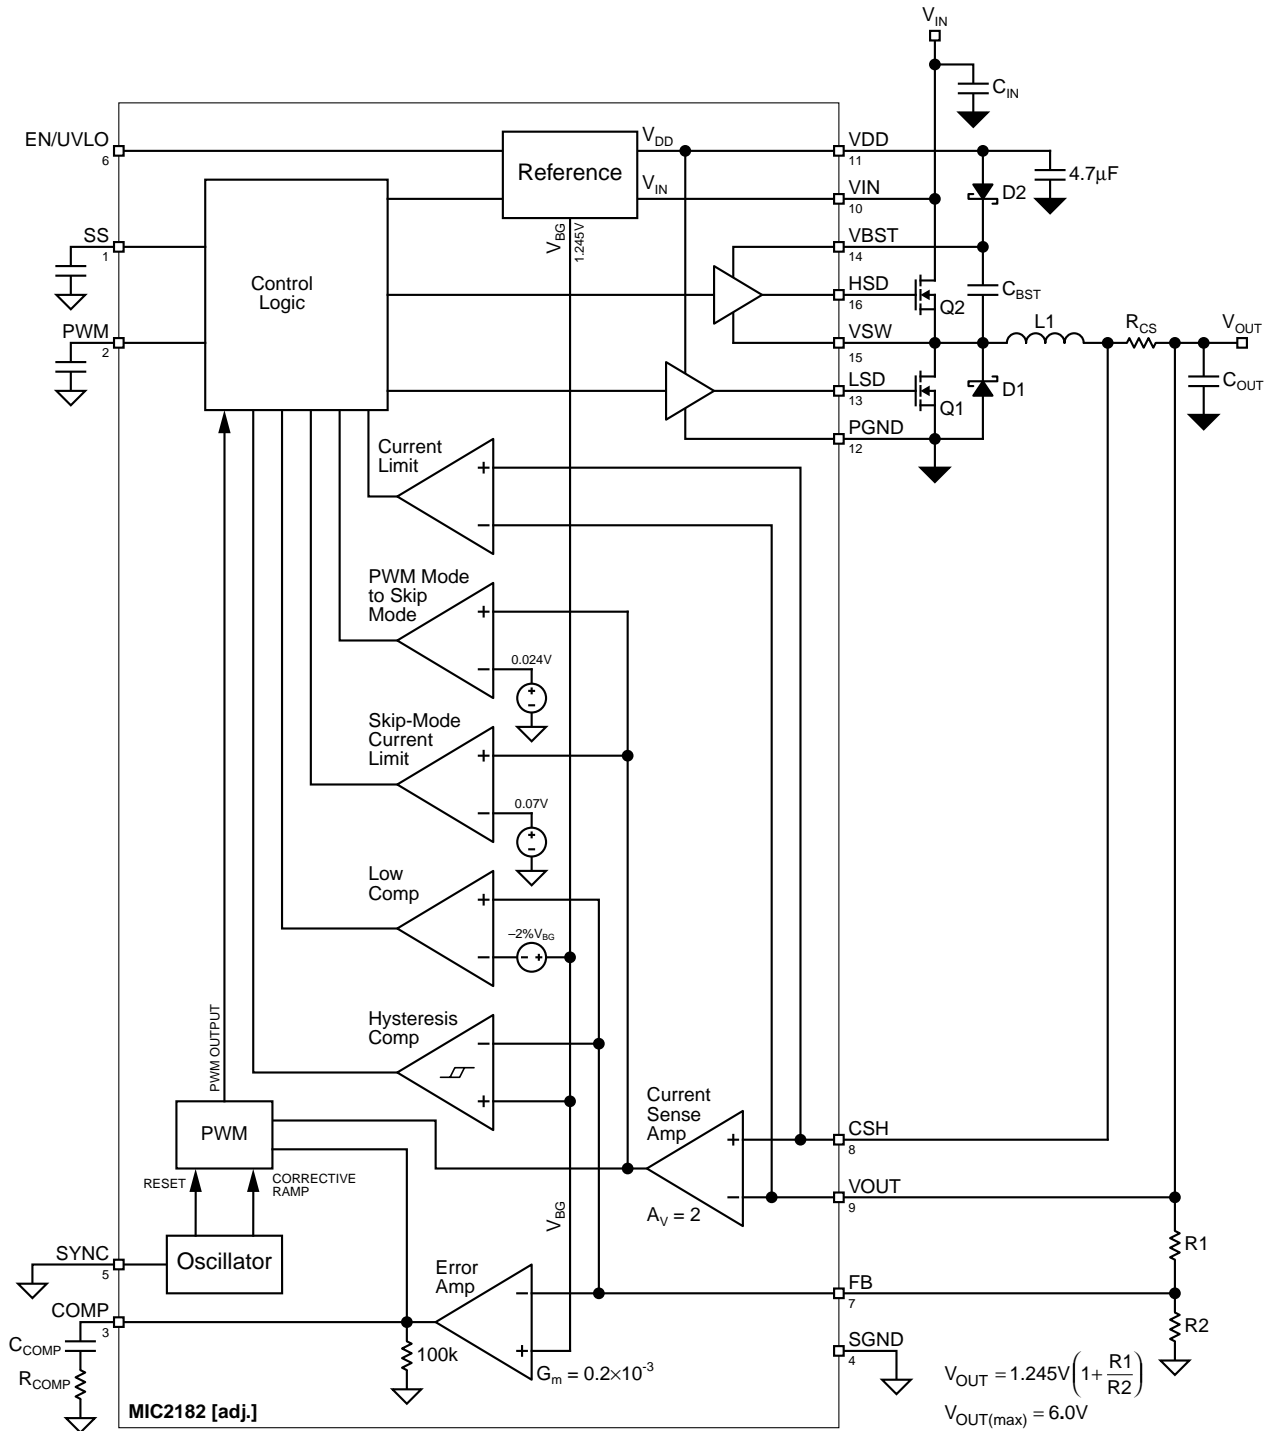 V_IN
C_IN
EN/UVLO
6
Reference
V_DD
VDD
11
4.7µF
V_IN
VIN
10
D2
SS
1
V_BG
1.245V
VBST
14
Control
Logic
HSD
16
Q2
C_BST
PWM
2
VSW
15
L1
R_CS
V_OUT
LSD
13
Q1
D1
C_OUT
PGND
12
Current
Limit
+
−
PWM Mode
to Skip
Mode
+
−
0.024V
+
−
Skip-Mode
Current
Limit
+
−
0.07V
+
−
Low
Comp
+
−
–2%V_BG
- +
Hysteresis
Comp
−
+
PWM OUTPUT
PWM
Current
Sense
Amp
+
−
A_V = 2
CSH
8
RESET
CORRECTIVE
RAMP
V_BG
VOUT
9
SYNC
5
Oscillator
R1
Error
Amp
−
+
FB
7
COMP
3
100k
G_m = 0.2×10^-3
SGND
4
R2
C_COMP
R_COMP
V_OUT = 1.245V(1+R1/R2)
V_OUT(max) = 6.0V
MIC2182 [adj.]